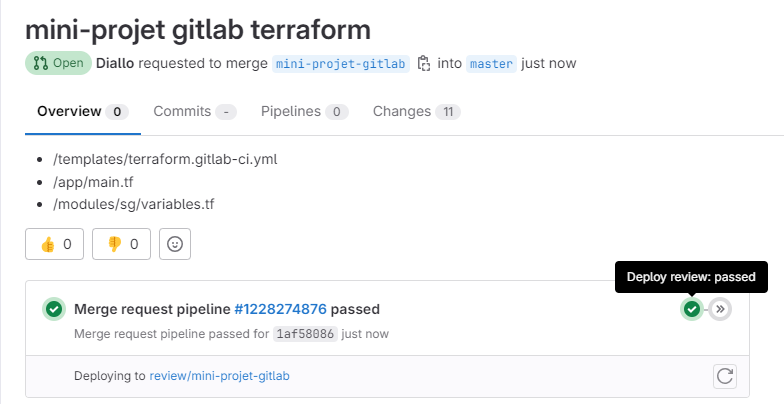 mini-projet gitlab terraform
Open Diallo requested to merge mini-projet-gitlab into master just now
Overview 0 Commits - Pipelines 0 Changes 11
/templates/terraform.gitlab-ci.yml
/app/main.tf
/modules/sg/variables.tf
0 0
Deploy review: passed
Merge request pipeline #1228274876 passed
Merge request pipeline passed for 1af58086 just now
Deploying to review/mini-projet-gitlab